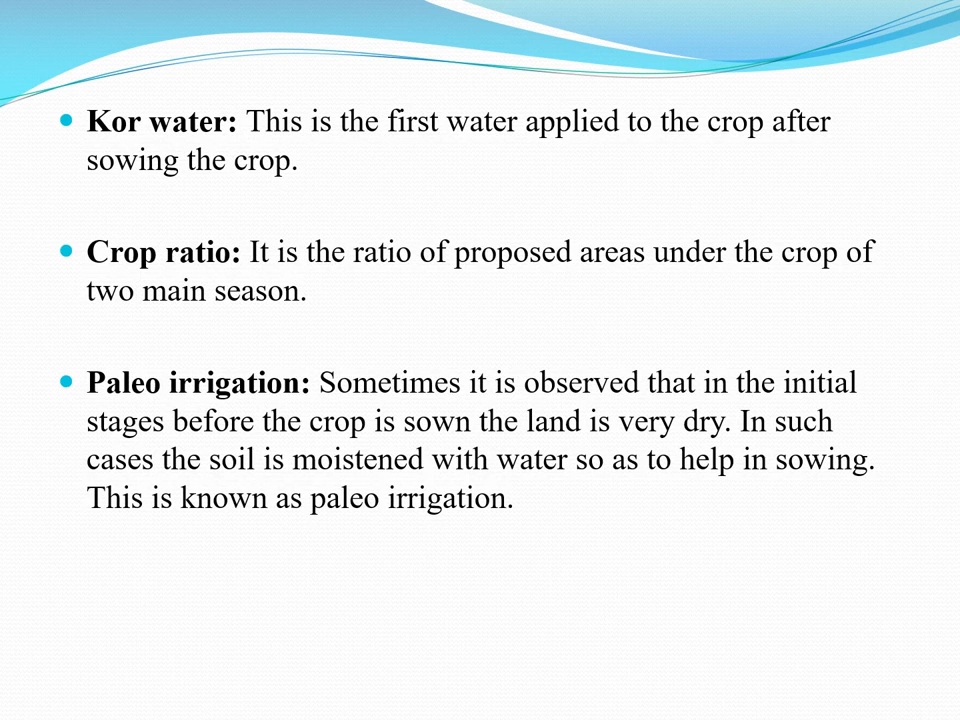 Kor water: This is the first water applied to the crop after
sowing the crop.
Crop ratio: It is the ratio of proposed areas under the crop of
two main season.
Paleo irrigation: Sometimes it is observed that in the initial
stages before the crop is sown the land is very dry. In such
cases the soil is moistened with water so as to help in sowing.
This is known as paleo irrigation.